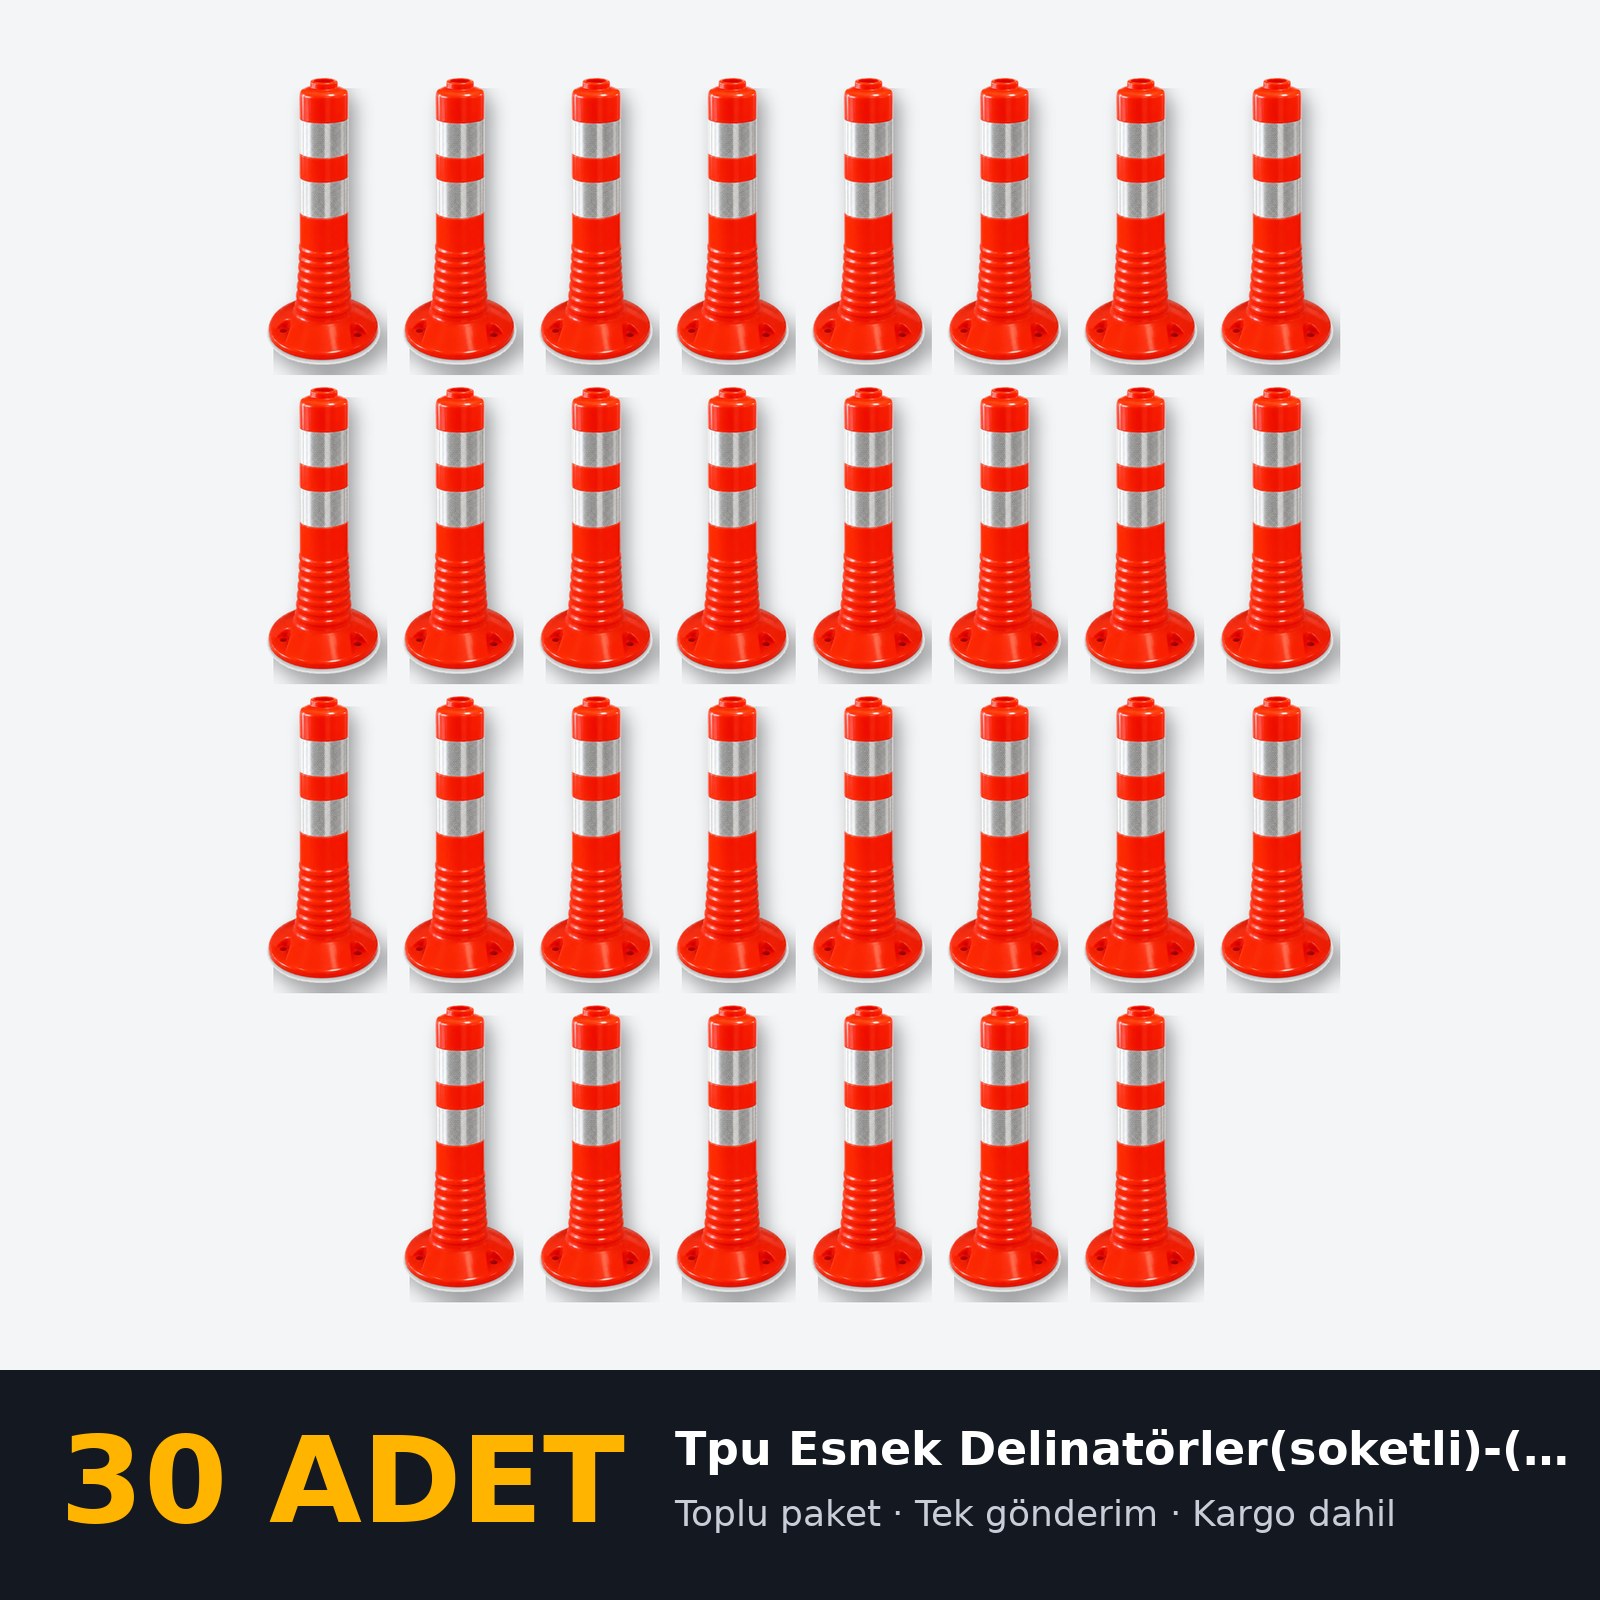 30 ADET
Tpu Esnek Delinatörler(soketli)-(…
Toplu paket · Tek gönderim · Kargo dahil